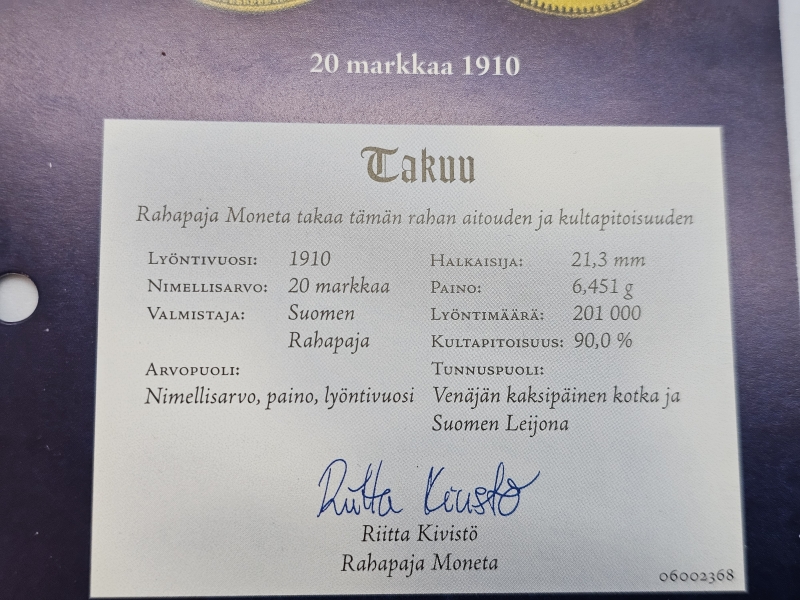 20 markkaa 1910
Takuu
Rahapaja Moneta takaa tämän rahan aitouden ja kultapitoisuuden
Lyöntivuosi: 1910
Nimellisarvo: 20 markkaa
Valmistaja: Suomen
Rahapaja
Halkaisija: 21,3 mm
Paino: 6,451 g
Lyöntimäärä: 201 000
Kultapitoisuus: 90,0 %
Arvopuoli:
Nimellisarvo, paino, lyöntivuosi
Tunnuspuoli:
Venäjän kaksipäinen kotka ja
Suomen Leijona
Riitta Kivistö
Riitta Kivistö
Rahapaja Moneta
06002368